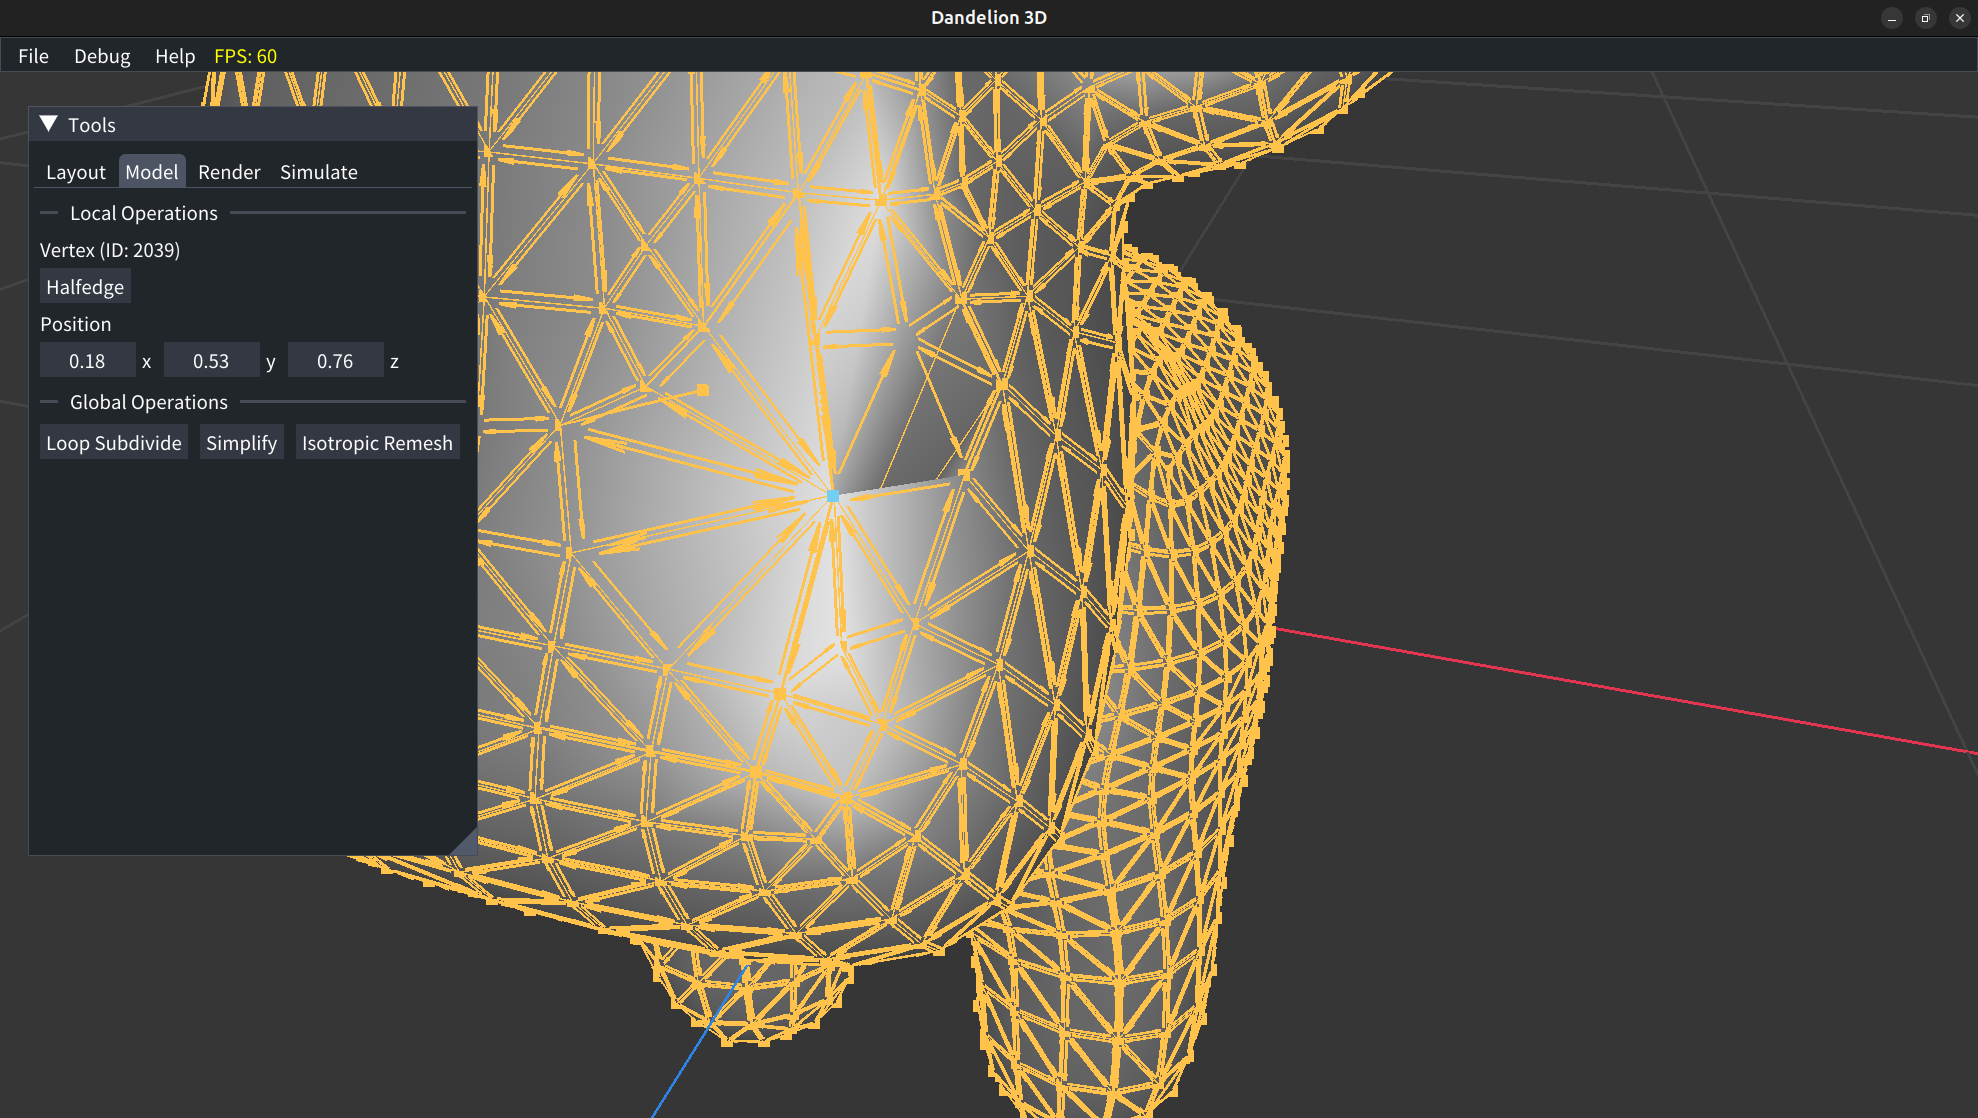 Dandelion 3D
File Debug Help FPS: 60
Tools
Layout Model Render Simulate
Local Operations
Vertex (ID: 2039)
Halfedge
Position
0.18 x 0.53 y 0.76 z
Global Operations
Loop Subdivide Simplify Isotropic Remesh